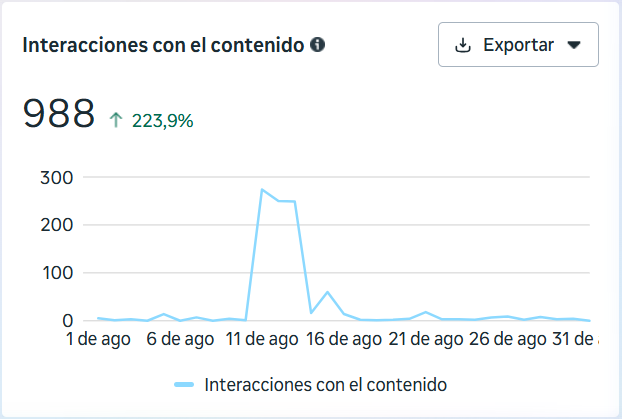 Interacciones con el contenido
Exportar
988 ↑ 223,9%
300
200
100
0
1 de ago 6 de ago 11 de ago 16 de ago 21 de ago 26 de ago 31 de
Interacciones con el contenido